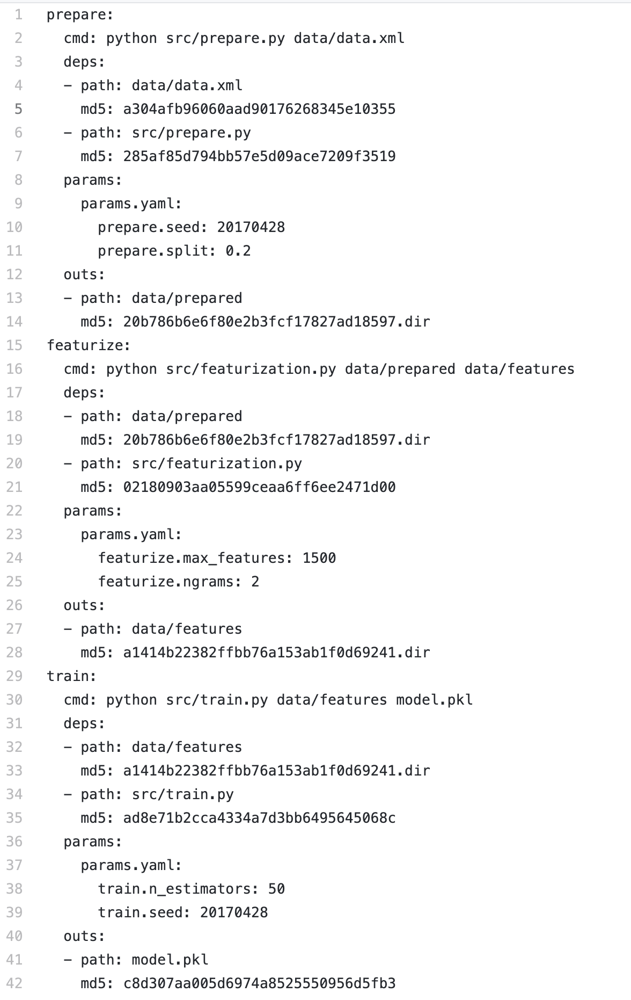 1 prepare:
2   cmd: python src/prepare.py data/data.xml
3   deps:
4   - path: data/data.xml
5     md5: a304afb96060aad90176268345e10355
6   - path: src/prepare.py
7     md5: 285af85d794bb57e5d09ace7209f3519
8   params:
9     params.yaml:
10       prepare.seed: 20170428
11       prepare.split: 0.2
12   outs:
13   - path: data/prepared
14     md5: 20b786b6e6f80e2b3fcf17827ad18597.dir
15 featurize:
16   cmd: python src/featurization.py data/prepared data/features
17   deps:
18   - path: data/prepared
19     md5: 20b786b6e6f80e2b3fcf17827ad18597.dir
20   - path: src/featurization.py
21     md5: 02180903aa05599ceaa6ff6ee2471d00
22   params:
23     params.yaml:
24       featurize.max_features: 1500
25       featurize.ngrams: 2
26   outs:
27   - path: data/features
28     md5: a1414b22382ffbb76a153ab1f0d69241.dir
29 train:
30   cmd: python src/train.py data/features model.pkl
31   deps:
32   - path: data/features
33     md5: a1414b22382ffbb76a153ab1f0d69241.dir
34   - path: src/train.py
35     md5: ad8e71b2cca4334a7d3bb6495645068c
36   params:
37     params.yaml:
38       train.n_estimators: 50
39       train.seed: 20170428
40   outs:
41   - path: model.pkl
42     md5: c8d307aa005d6974a8525550956d5fb3